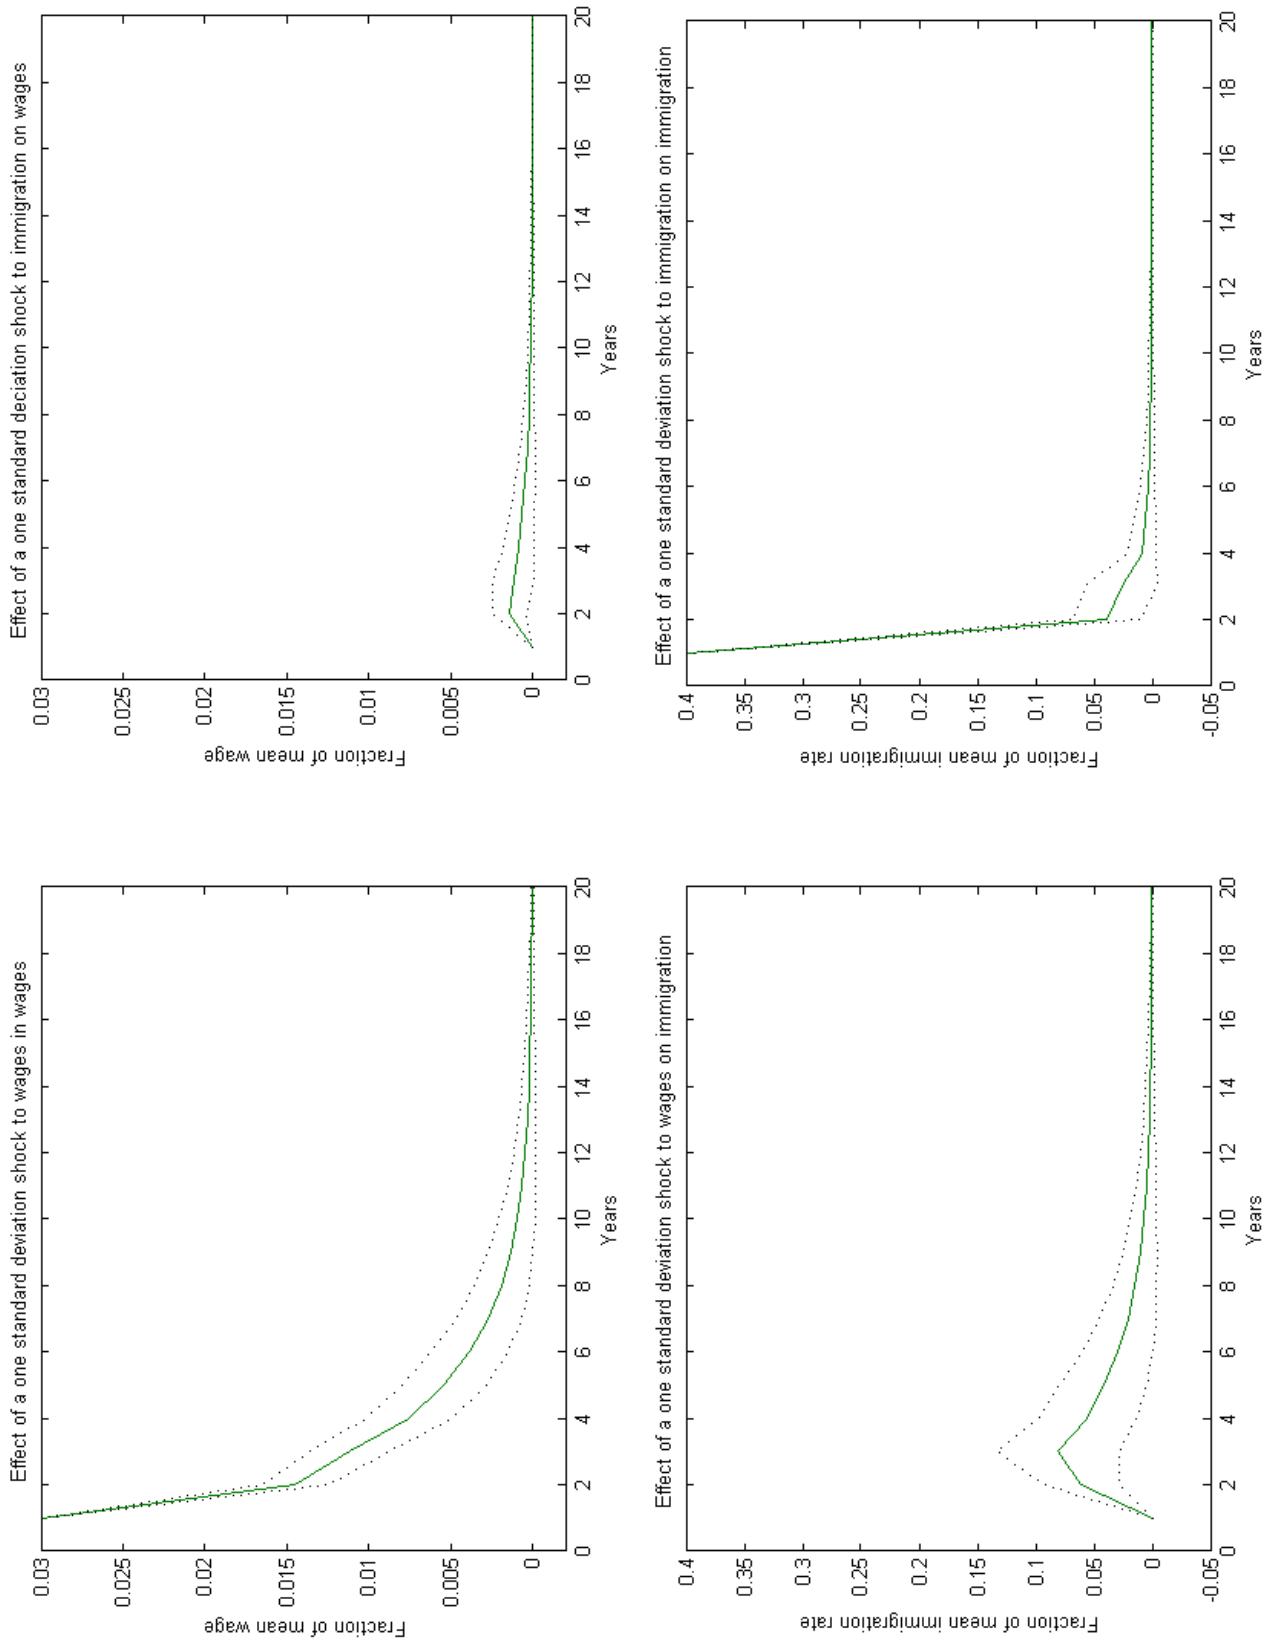 Effect of a one standard deviation shock to wages in wages
0.03
0.025
0.02
0.015
0.01
0.005
0
Fraction of mean wage
0 2 4 6 8 10 12 14 16 18 20
Years
Effect of a one standard deciation shock to immigration on wages
0.03
0.025
0.02
0.015
0.01
0.005
0
Fraction of mean wage
0 2 4 6 8 10 12 14 16 18 20
Years
Effect of a one standard deviation shock to wages on immigration
0.4
0.35
0.3
0.25
0.2
0.15
0.1
0.05
0
-0.05
Fraction of mean immigration rate
0 2 4 6 8 10 12 14 16 18 20
Years
Effect of a one standard deviation shock to immigration on immigration
0.4
0.35
0.3
0.25
0.2
0.15
0.1
0.05
0
-0.05
Fraction of mean immigration rate
0 2 4 6 8 10 12 14 16 18 20
Years